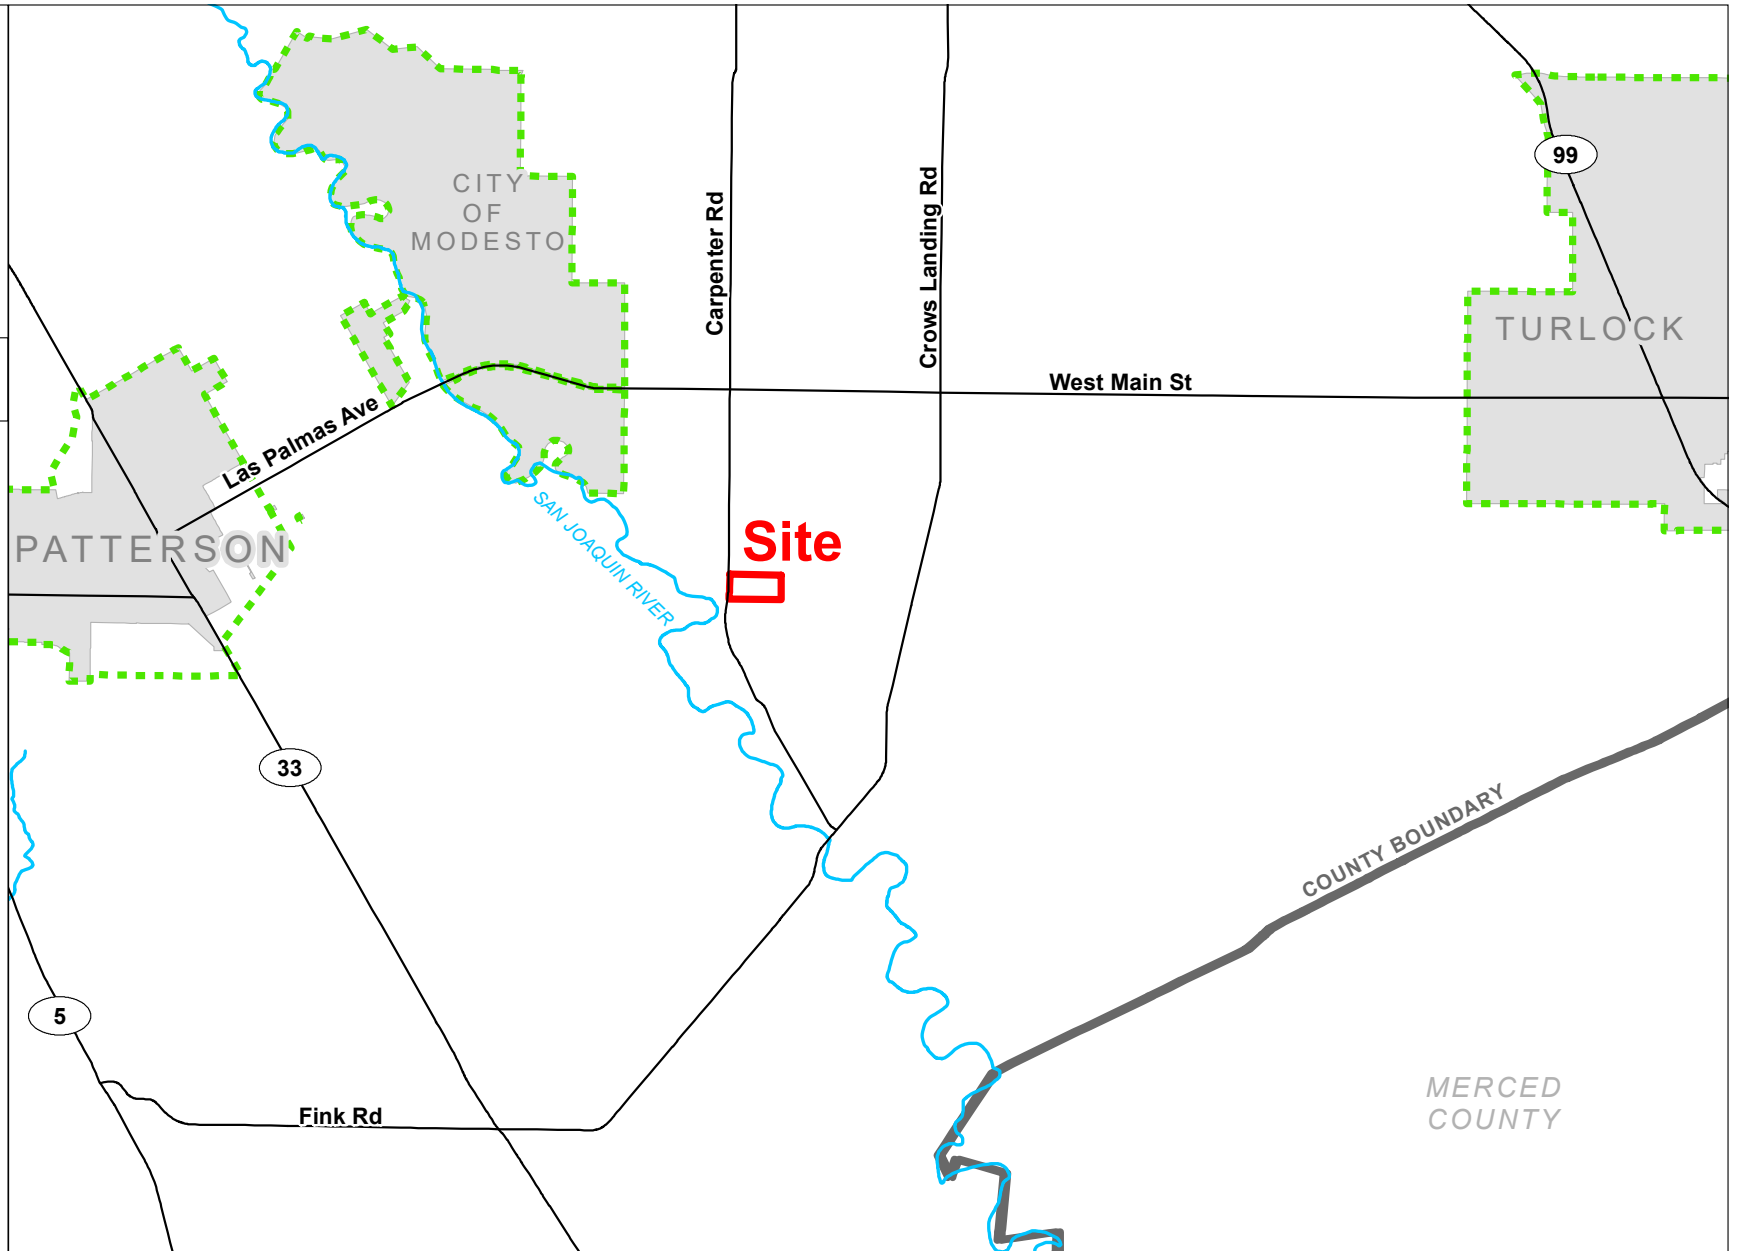 CITY
OF
MODESTO
Carpenter Rd
Crows Landing Rd
99
TURLOCK
West Main St
Las Palmas Ave
SAN JOAQUIN RIVER
Site
PATTERSON
33
COUNTY BOUNDARY
5
Fink Rd
MERCED
COUNTY